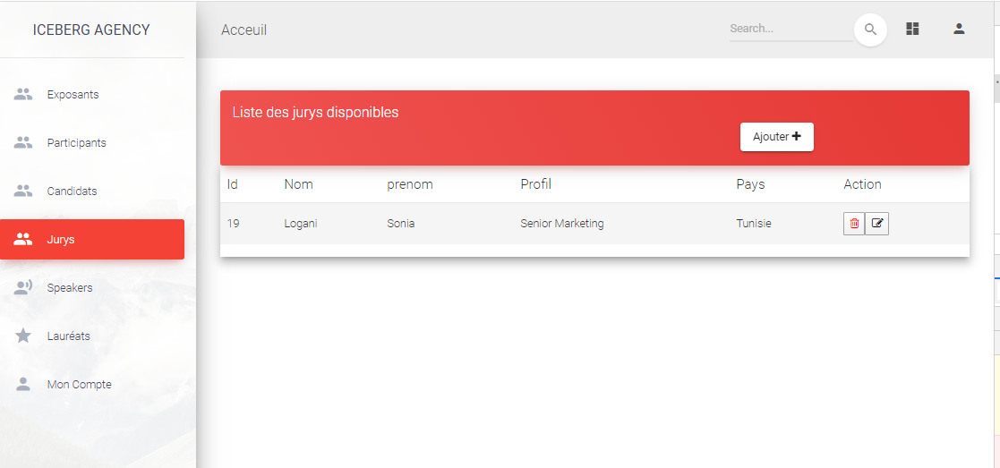 ICEBERG AGENCY
Exposants
Participants
Candidats
Jurys
Speakers
Lauréats
Mon Compte
Acceuil
Search...
Liste des jurys disponibles
Ajouter
Id Nom prenom Profil Pays Action
19 Logani Sonia Senior Marketing Tunisie